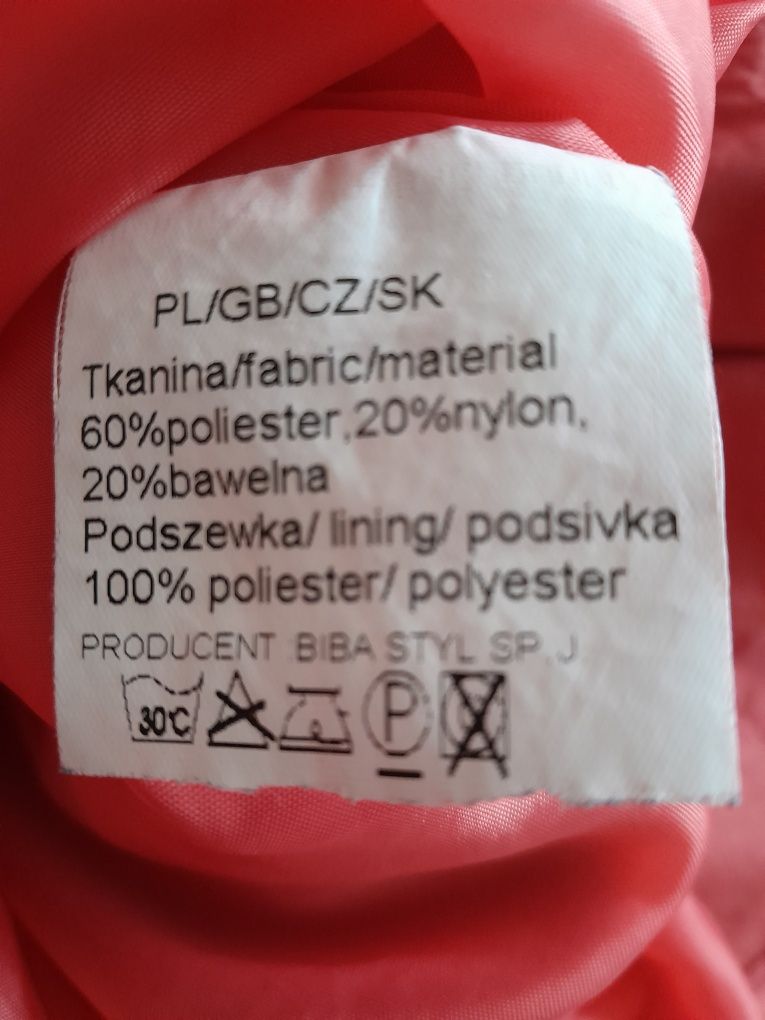 PL/GB/CZ/SK
Tkanina/fabric/material
60%poliester,20%nylon,
20%bawelna
Podszewka/ lining/ podsivka
100% poliester/ polyester
PRODUCENT BIBA STYL SP.J
30°C P